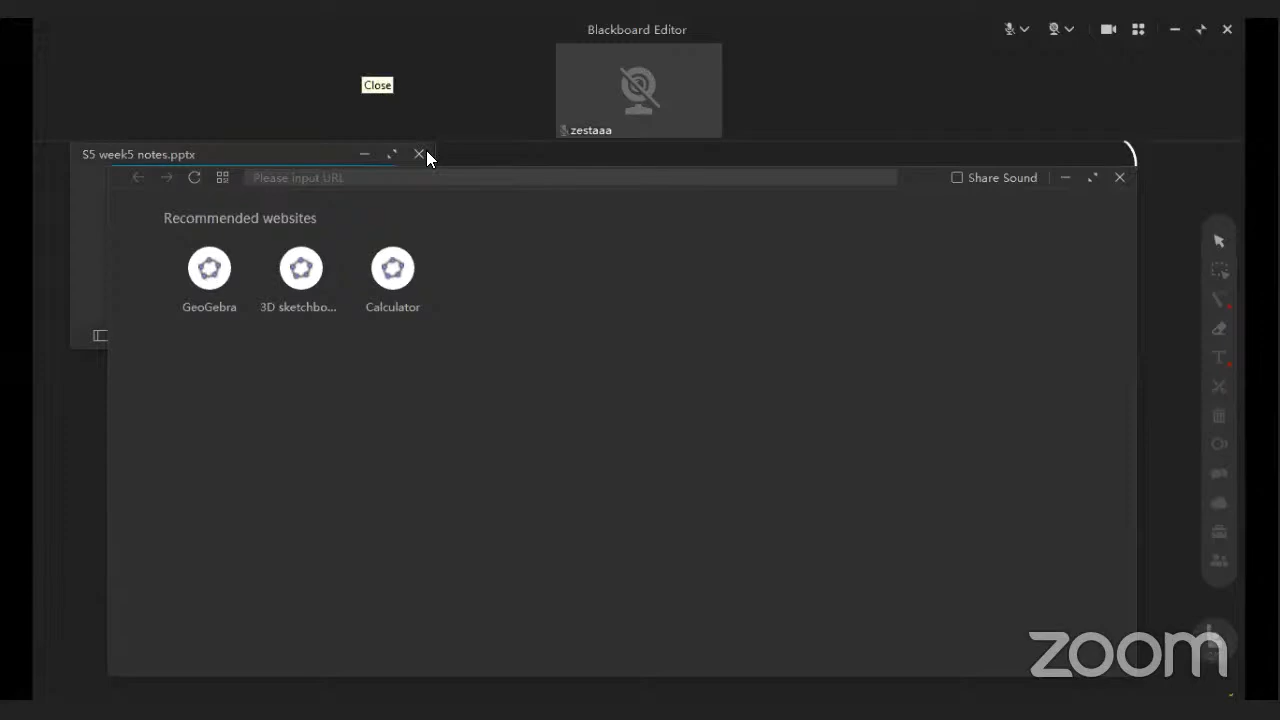 Blackboard Editor
Close
zestaaa
S5 week5 notes.pptx
Please input URL
Share Sound
Recommended websites
GeoGebra
3D sketchbo...
Calculator
T
zoom